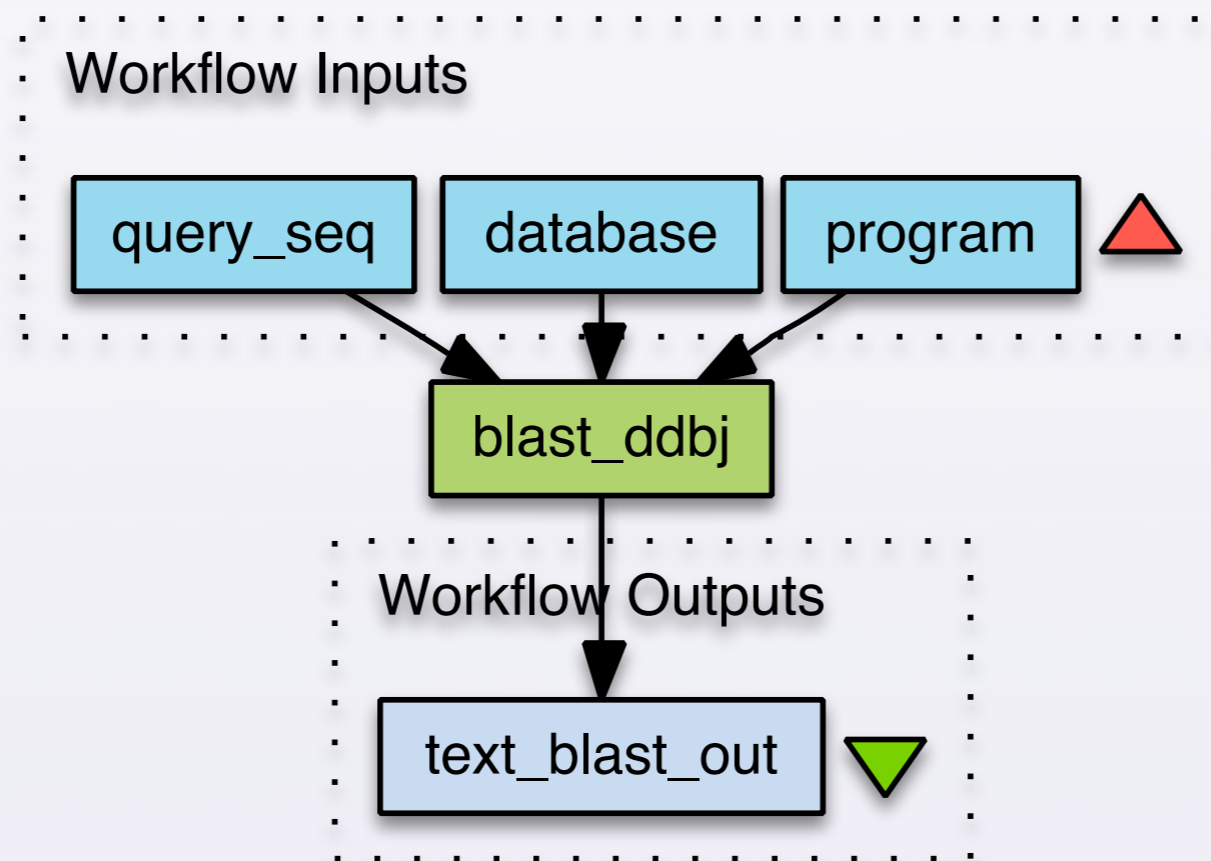 Workflow Inputs
query_seq database program
blast_ddbj
Workflow Outputs
text_blast_out